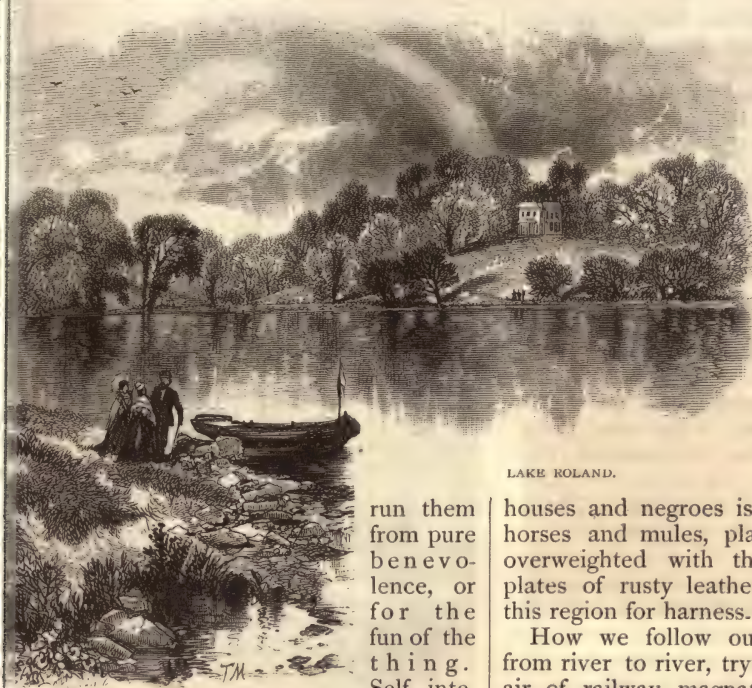 LAKE ROLAND.
run them
from pure
benevo-
lence, or
for the
fun of the
thing.
houses and negroes is
horses and mules, pla
overweighted with th
plates of rusty leathe
this region for harness.
How we follow ou
from river to river, try
TM